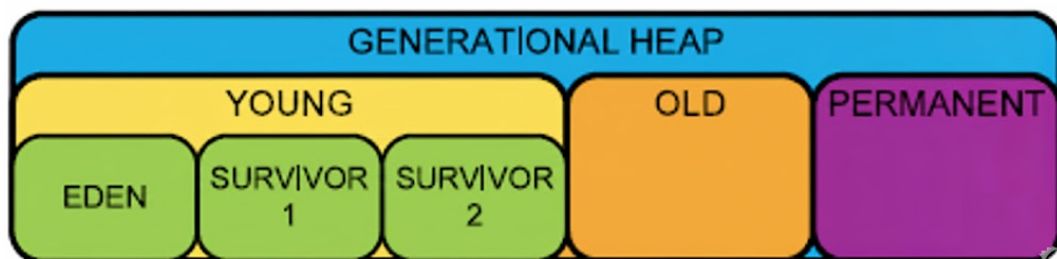 GENERATIONAL HEAP
YOUNG
OLD
PERMANENT
EDEN
SURVIVOR
1
SURVIVOR
2